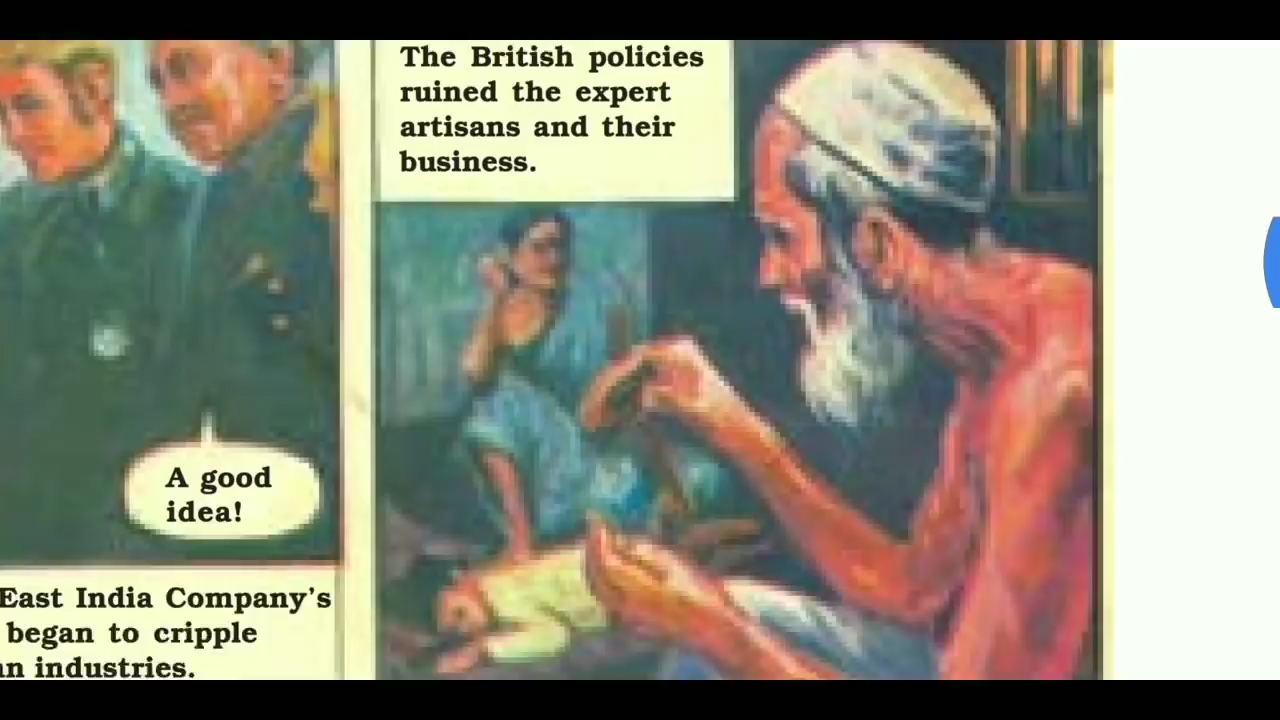 A good
idea!
East India Company's
began to cripple
industries.
The British policies
ruined the expert
artisans and their
business.